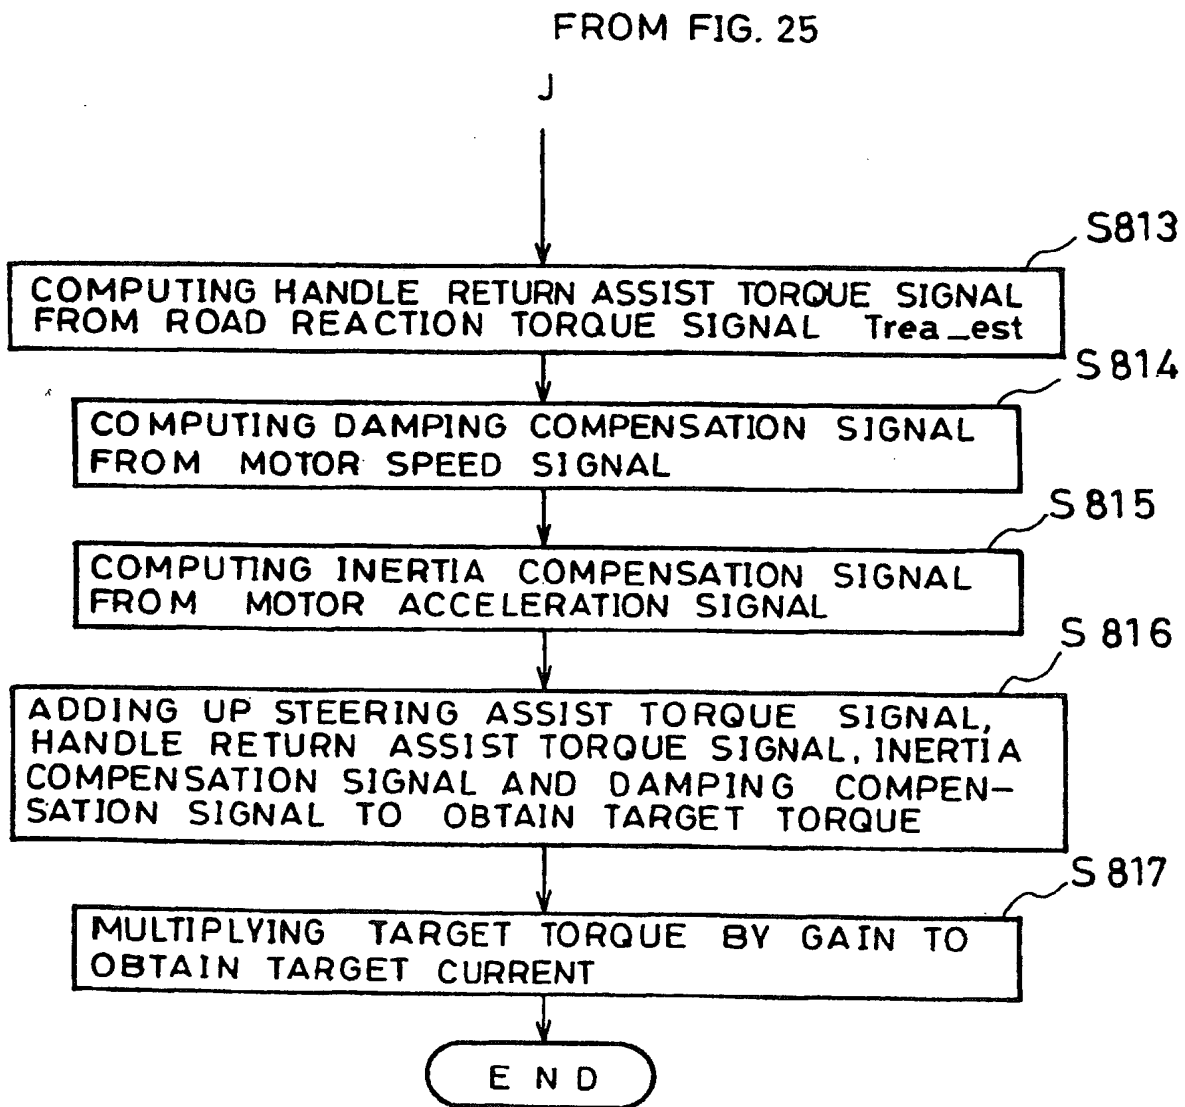 FROM FIG. 25
J
S813
COMPUTING HANDLE RETURN ASSIST TORQUE SIGNAL
FROM ROAD REACTION TORQUE SIGNAL Trea_est
S814
COMPUTING DAMPING COMPENSATION SIGNAL
FROM MOTOR SPEED SIGNAL
S815
COMPUTING INERTIA COMPENSATION SIGNAL
FROM MOTOR ACCELERATION SIGNAL
S816
ADDING UP STEERING ASSIST TORQUE SIGNAL,
HANDLE RETURN ASSIST TORQUE SIGNAL, INERTIA
COMPENSATION SIGNAL AND DAMPING COMPEN-
SATION SIGNAL TO OBTAIN TARGET TORQUE
S817
MULTIPLYING TARGET TORQUE BY GAIN TO
OBTAIN TARGET CURRENT
END